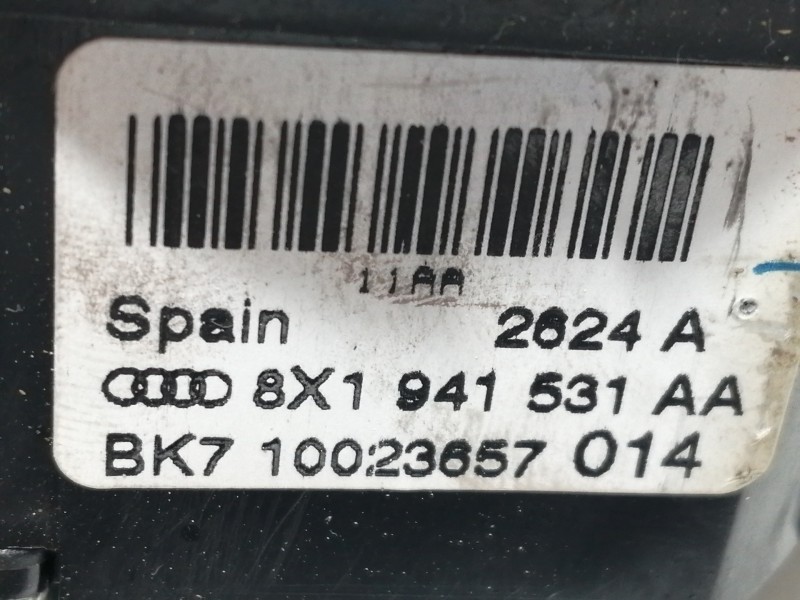 11AA
Spain 2624 A
8X1 941 531 AA
BK7 10023657 014